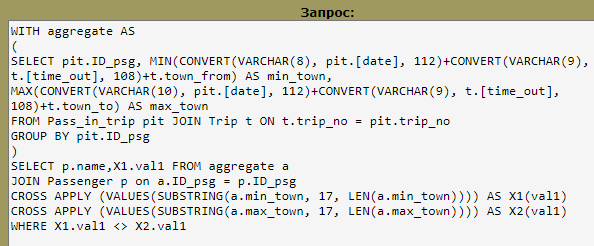 Запрос:
WITH aggregate AS
(
SELECT pit.ID_psg, MIN(CONVERT(VARCHAR(8), pit.[date], 112)+CONVERT(VARCHAR(9),
t.[time_out], 108)+t.town_from) AS min_town,
MAX(CONVERT(VARCHAR(10), pit.[date], 112)+CONVERT(VARCHAR(9), t.[time_out],
108)+t.town_to) AS max_town
FROM Pass_in_trip pit JOIN Trip t ON t.trip_no = pit.trip_no
GROUP BY pit.ID_psg
)
SELECT p.name,X1.val1 FROM aggregate a
JOIN Passenger p on a.ID_psg = p.ID_psg
CROSS APPLY (VALUES(SUBSTRING(a.min_town, 17, LEN(a.min_town)))) AS X1(val1)
CROSS APPLY (VALUES(SUBSTRING(a.max_town, 17, LEN(a.max_town)))) AS X2(val1)
WHERE X1.val1 <> X2.val1